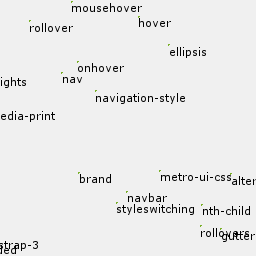 mousehover
hover
rollover
ellipsis
onhover
nav
ights
navigation-style
edia-print
metro-ui-css
brand
alter
navbar
styleswitching
nth-child
rollovers
gutter
strap-3
ded